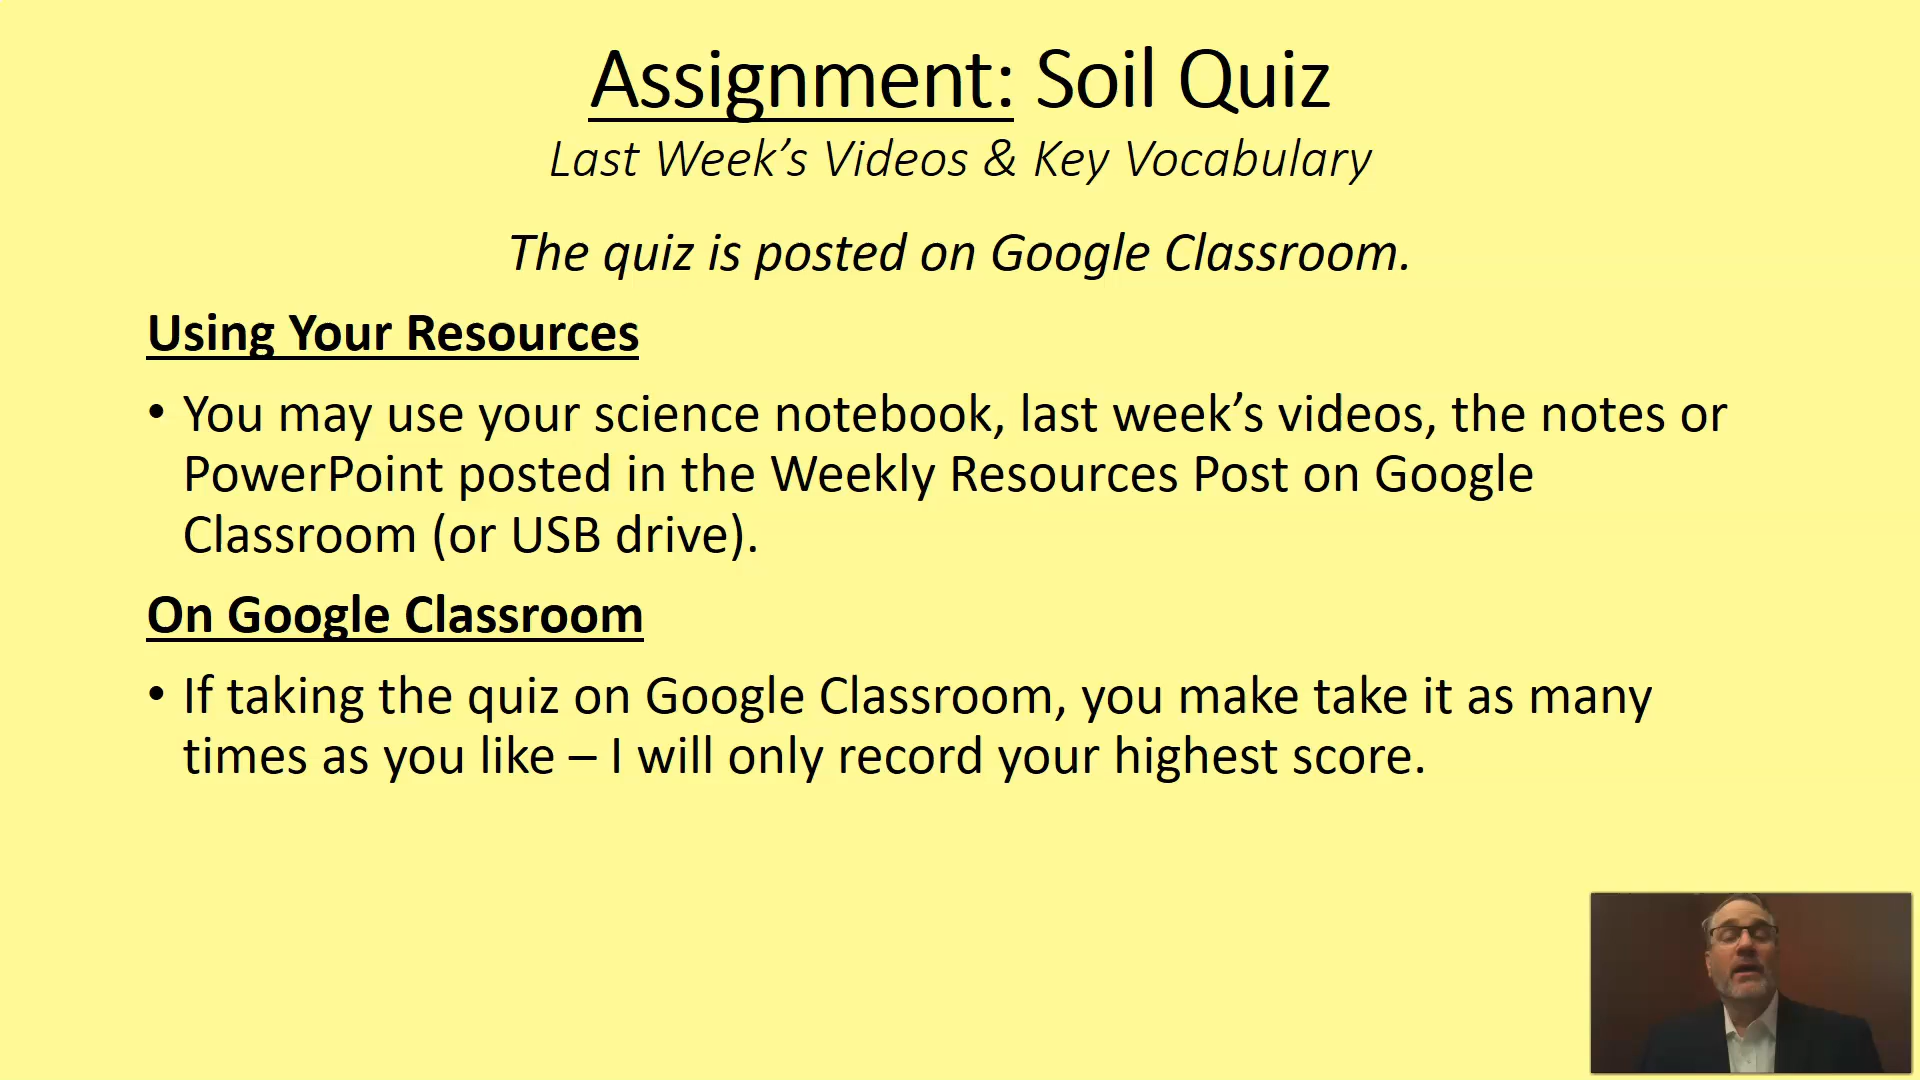 Assignment: Soil Quiz
Last Week’s Videos & Key Vocabulary
The quiz is posted on Google Classroom.
Using Your Resources
• You may use your science notebook, last week’s videos, the notes or
PowerPoint posted in the Weekly Resources Post on Google
Classroom (or USB drive).
On Google Classroom
• If taking the quiz on Google Classroom, you make take it as many
times as you like – I will only record your highest score.